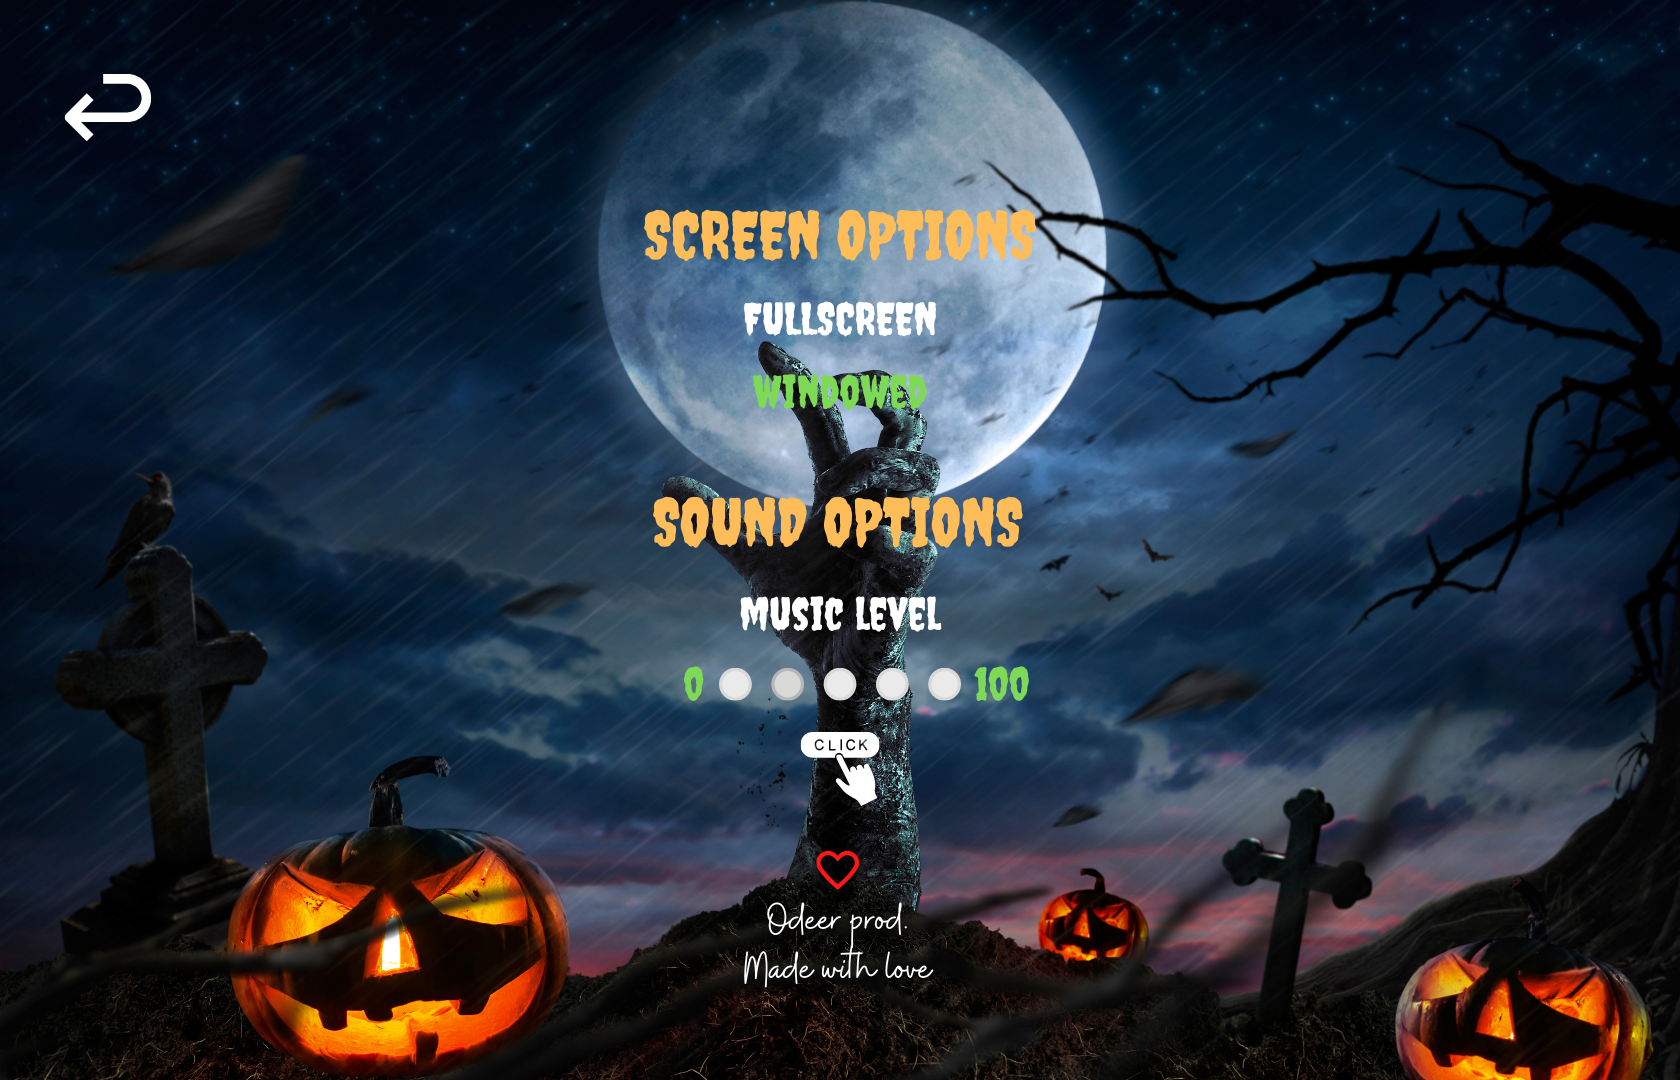 SCREEN OPTIONS
FULLSCREEN
WINDOWED
SOUND OPTIONS
MUSIC LEVEL
0 100
CLICK
Odeer prod.
Made with love